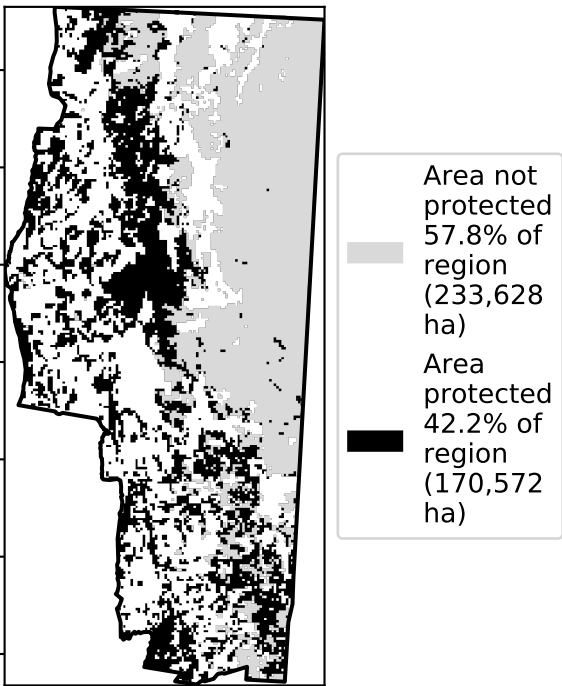 Area not
protected
57.8% of
region
(233,628
ha)
Area
protected
42.2% of
region
(170,572
ha)